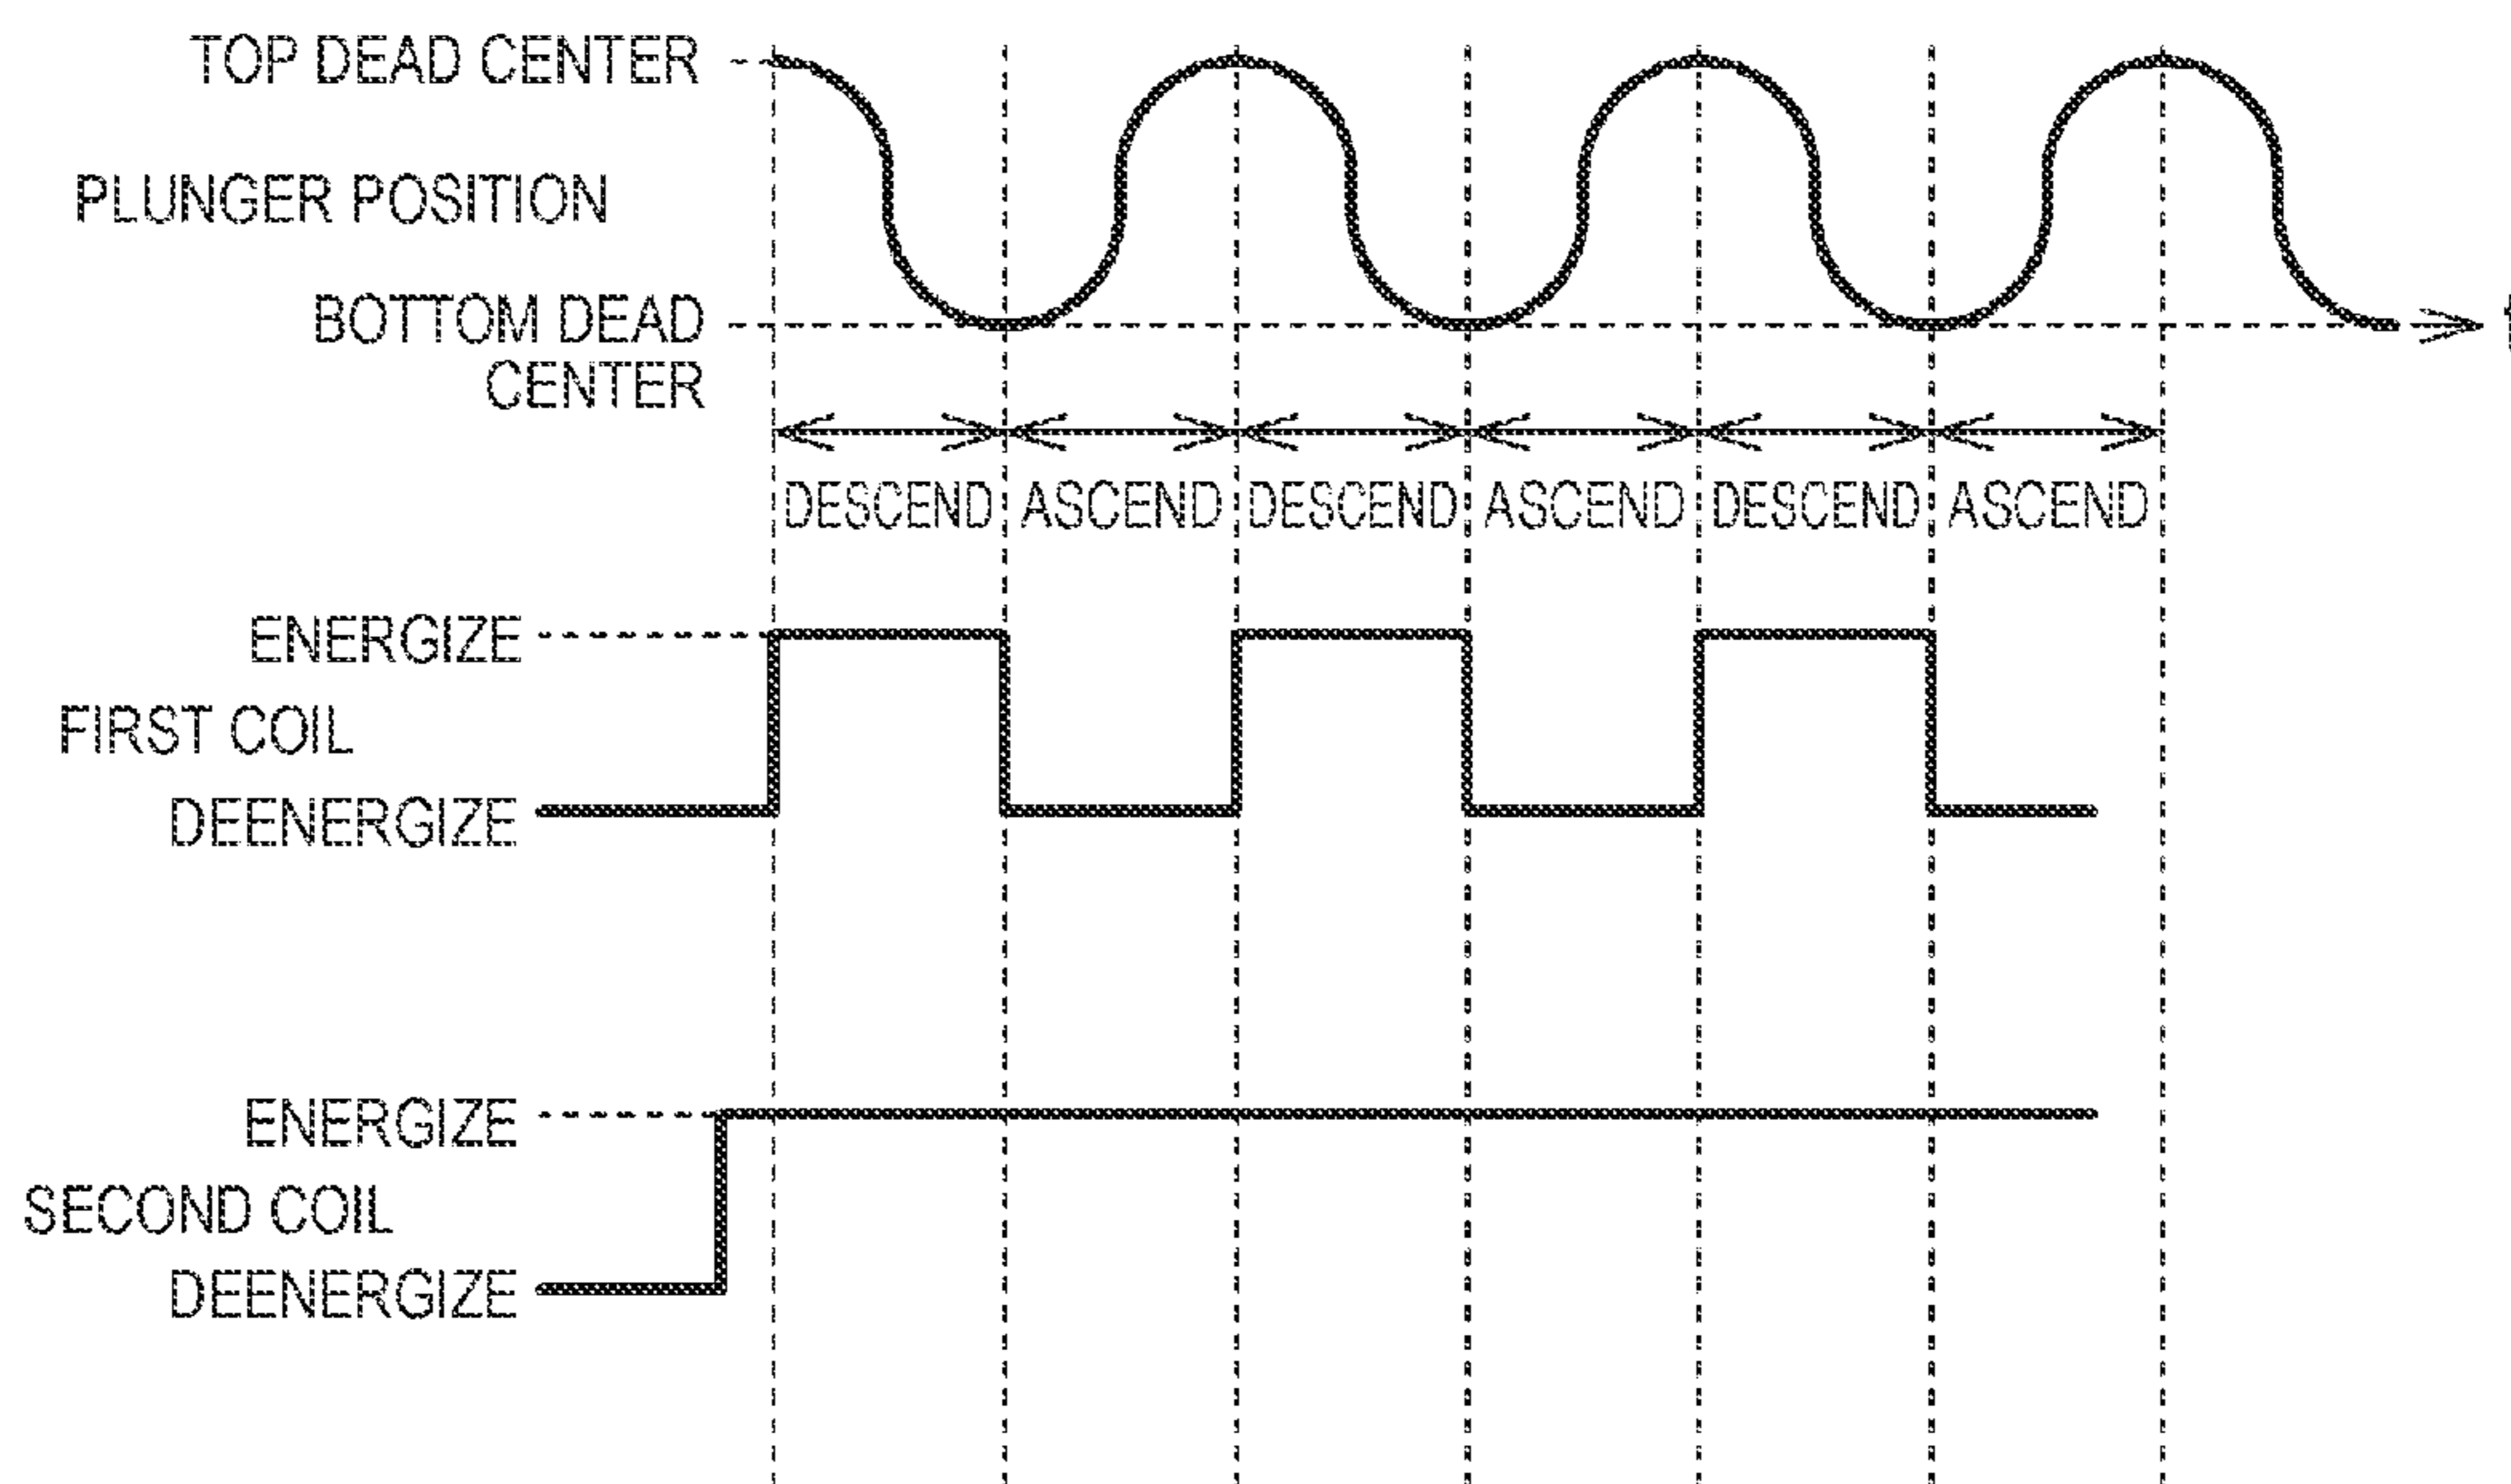 TOP DEAD CENTER
PLUNGER POSITION
BOTTOM DEAD
CENTER
DESCEND ASCEND DESCEND ASCEND DESCEND ASCEND
ENERGIZE
FIRST COIL
DEENERGIZE
ENERGIZE
SECOND COIL
DEENERGIZE